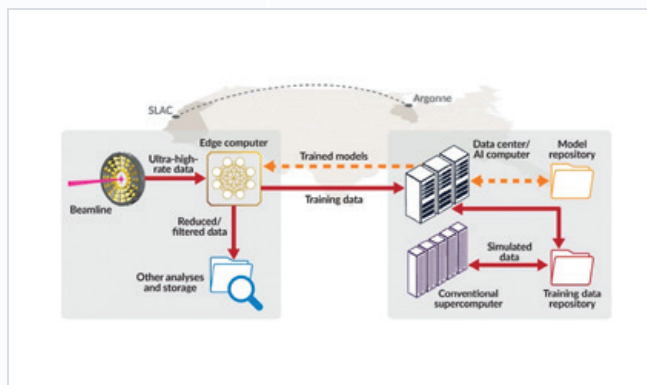 SLAC
Argonne
Edge computer
Ultra-high-
rate data
Beamline
Reduced/
filtered data
Other analyses
and storage
Trained models
Training data
Data center/
AI computer
Model
repository
Simulated
data
Conventional
supercomputer
Training data
repository